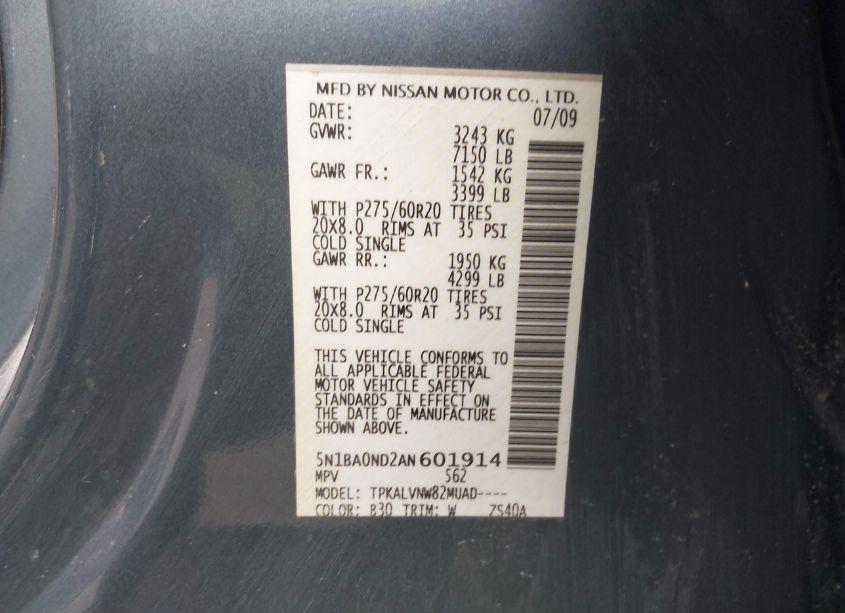 MFD BY NISSAN MOTOR CO., LTD.
DATE: 07/09
GVWR: 3243 KG
7150 LB
GAWR FR.: 1542 KG
3399 LB
WITH P275/60R20 TIRES
20X8.0 RIMS AT 35 PSI
COLD SINGLE
GAWR RR.: 1950 KG
4299 LB
WITH P275/60R20 TIRES
20X8.0 RIMS AT 35 PSI
COLD SINGLE
THIS VEHICLE CONFORMS TO
ALL APPLICABLE FEDERAL
MOTOR VEHICLE SAFETY
STANDARDS IN EFFECT ON
THE DATE OF MANUFACTURE
SHOWN ABOVE.
5N1BA0ND2AN601914
MPV 562
MODEL: TPKALVNW82MUAD----
COLOR: B30 TRIM: W ZS40A